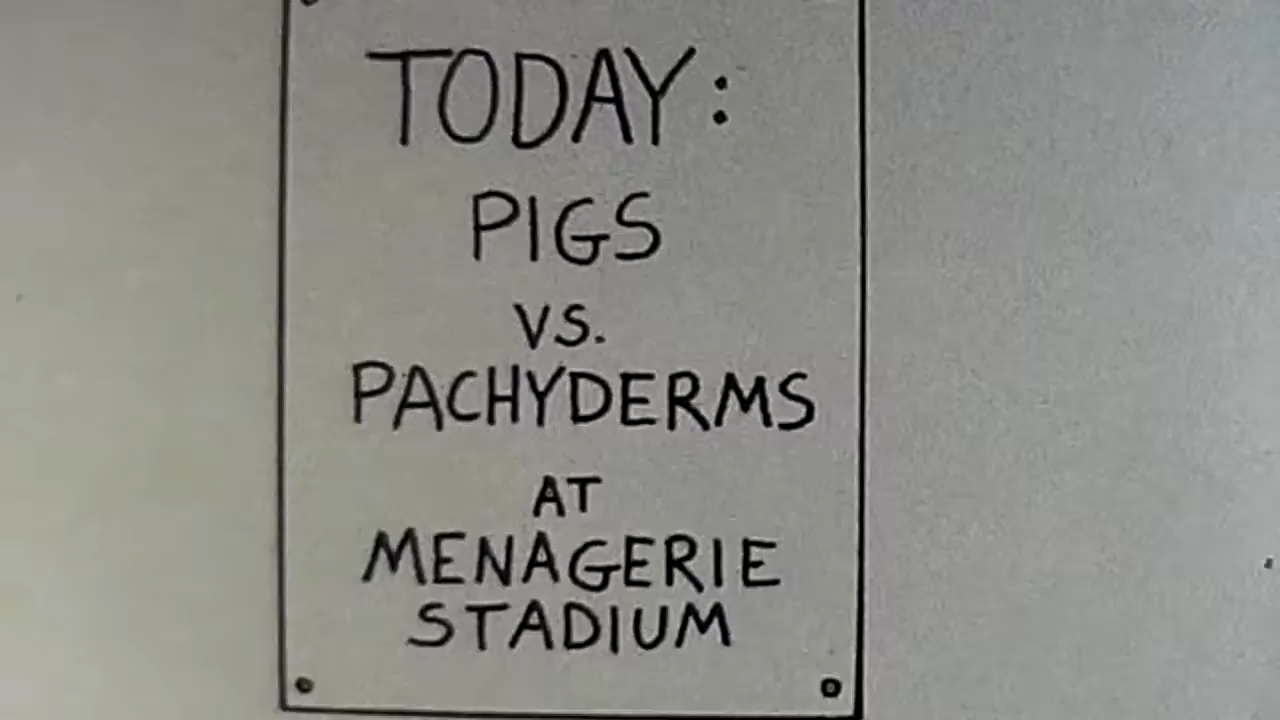 TODAY:
PIGS
VS.
PACHYDERMS
AT
MENAGERIE
STADIUM